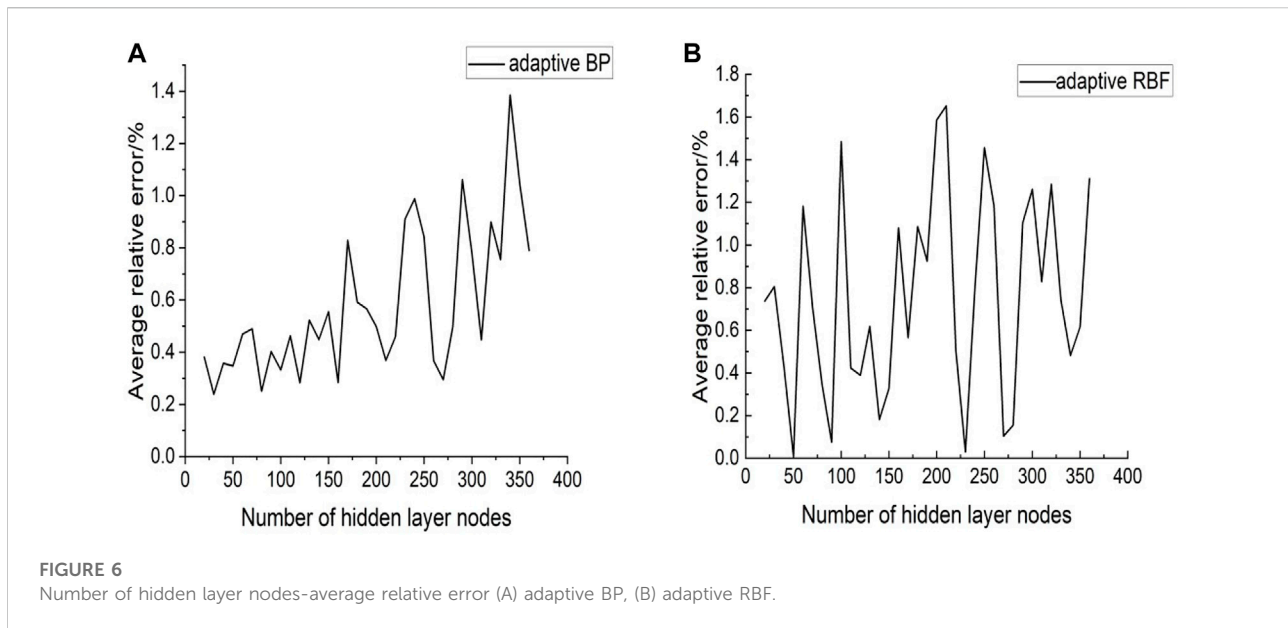 A
adaptive BP
Average relative error/%
1.4
1.2
1.0
0.8
0.6
0.4
0.2
0.0
0 50 100 150 200 250 300 350 400
Number of hidden layer nodes
B
adaptive RBF
Average relative error/%
1.8
1.6
1.4
1.2
1.0
0.8
0.6
0.4
0.2
0.0
0 50 100 150 200 250 300 350 400
Number of hidden layer nodes
FIGURE 6
Number of hidden layer nodes-average relative error (A) adaptive BP, (B) adaptive RBF.